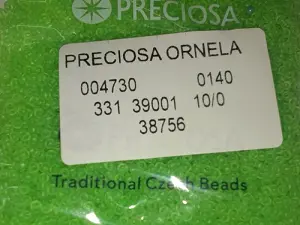 PRECIOSA
PRECIOSA ORNELA
004730 0140
331 39001 10/0
38756
Traditional Czech Beads